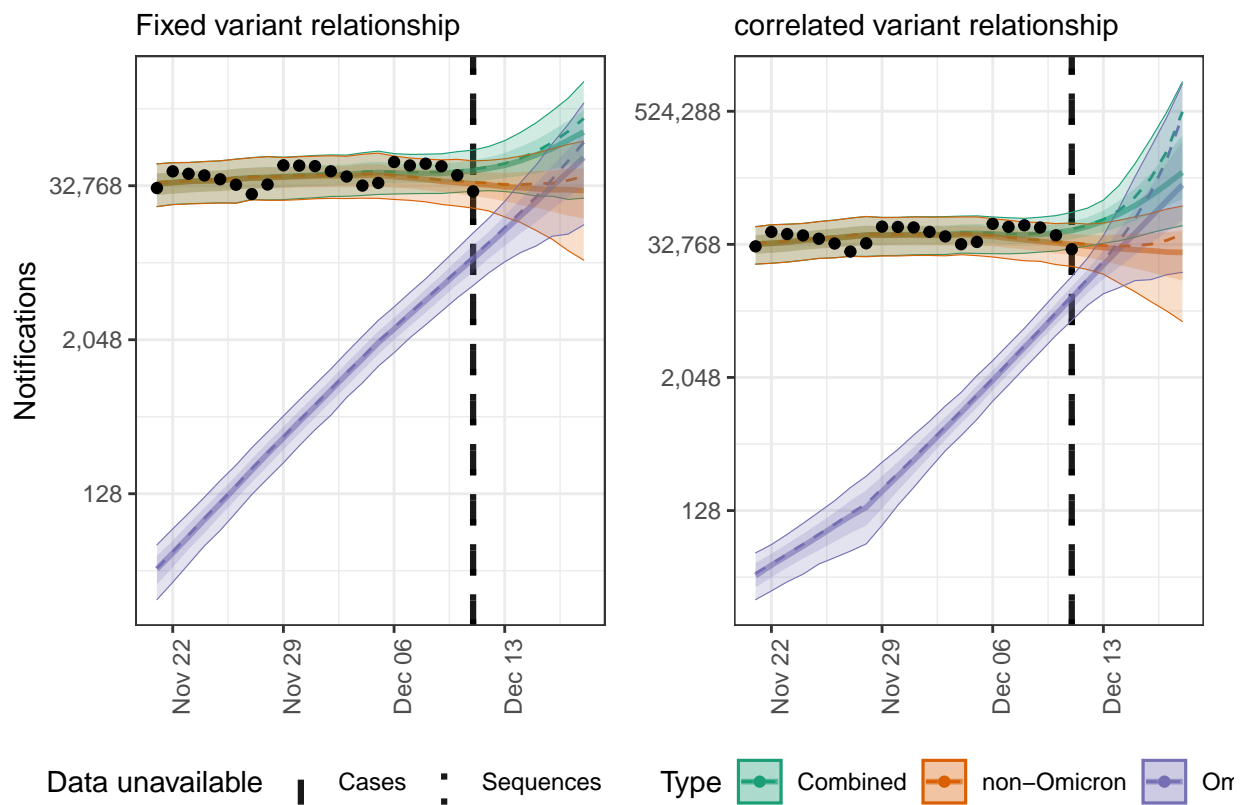 Fixed variant relationship
correlated variant relationship
Notifications
32,768
2,048
128
524,288
32,768
2,048
128
Nov 22
Nov 29
Dec 06
Dec 13
Nov 22
Nov 29
Dec 06
Dec 13
Data unavailable Cases Sequences Type Combined non−Omicron Om